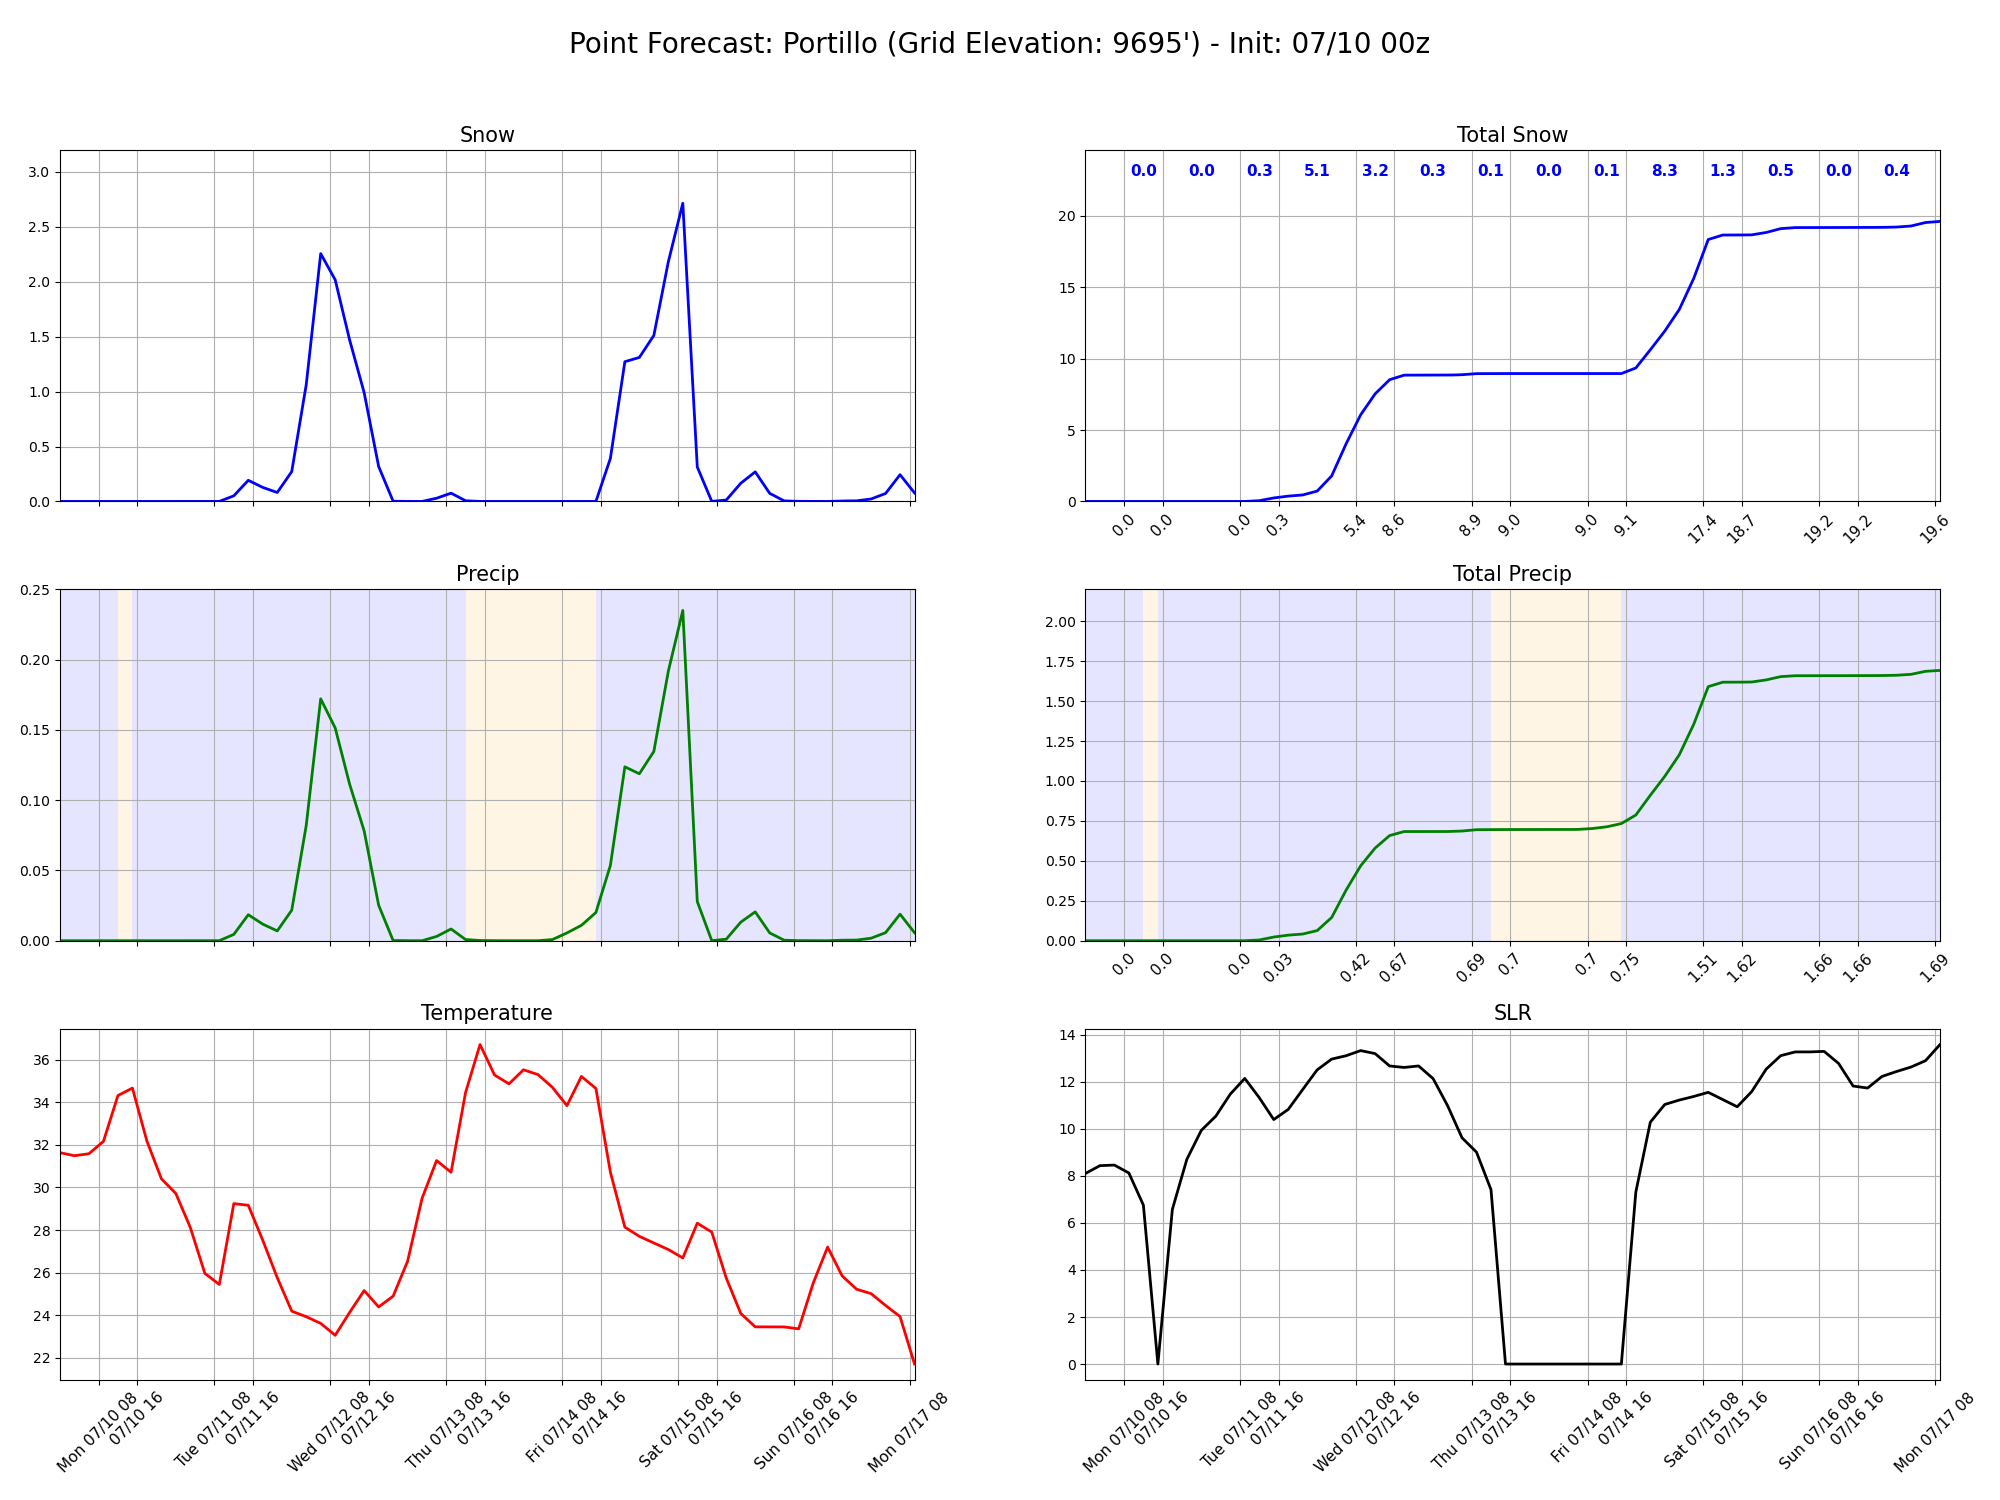 Point Forecast: Portillo (Grid Elevation: 9695') - Init: 07/10 00z
Snow
3.0
2.5
2.0
1.5
1.0
0.5
0.0
Total Snow
0.0 0.0 0.3 5.1 3.2 0.3 0.1 0.0 0.1 8.3 1.3 0.5 0.0 0.4
20
15
10
5
0
0.0 0.0 0.0 0.3 5.4 8.6 8.9 9.0 9.0 9.1 17.4 18.7 19.2 19.2 19.6
Precip
0.25
0.20
0.15
0.10
0.05
0.00
Total Precip
2.00
1.75
1.50
1.25
1.00
0.75
0.50
0.25
0.00
0.0 0.0 0.0 0.03 0.42 0.67 0.69 0.7 0.7 0.75 1.51 1.62 1.66 1.66 1.69
Temperature
36
34
32
30
28
26
24
22
Mon 07/10 08
07/10 16
Tue 07/11 08
07/11 16
Wed 07/12 08
07/12 16
Thu 07/13 08
07/13 16
Fri 07/14 08
07/14 16
Sat 07/15 08
07/15 16
Sun 07/16 08
07/16 16
Mon 07/17 08
SLR
14
12
10
8
6
4
2
0
Mon 07/10 08
07/10 16
Tue 07/11 08
07/11 16
Wed 07/12 08
07/12 16
Thu 07/13 08
07/13 16
Fri 07/14 08
07/14 16
Sat 07/15 08
07/15 16
Sun 07/16 08
07/16 16
Mon 07/17 08